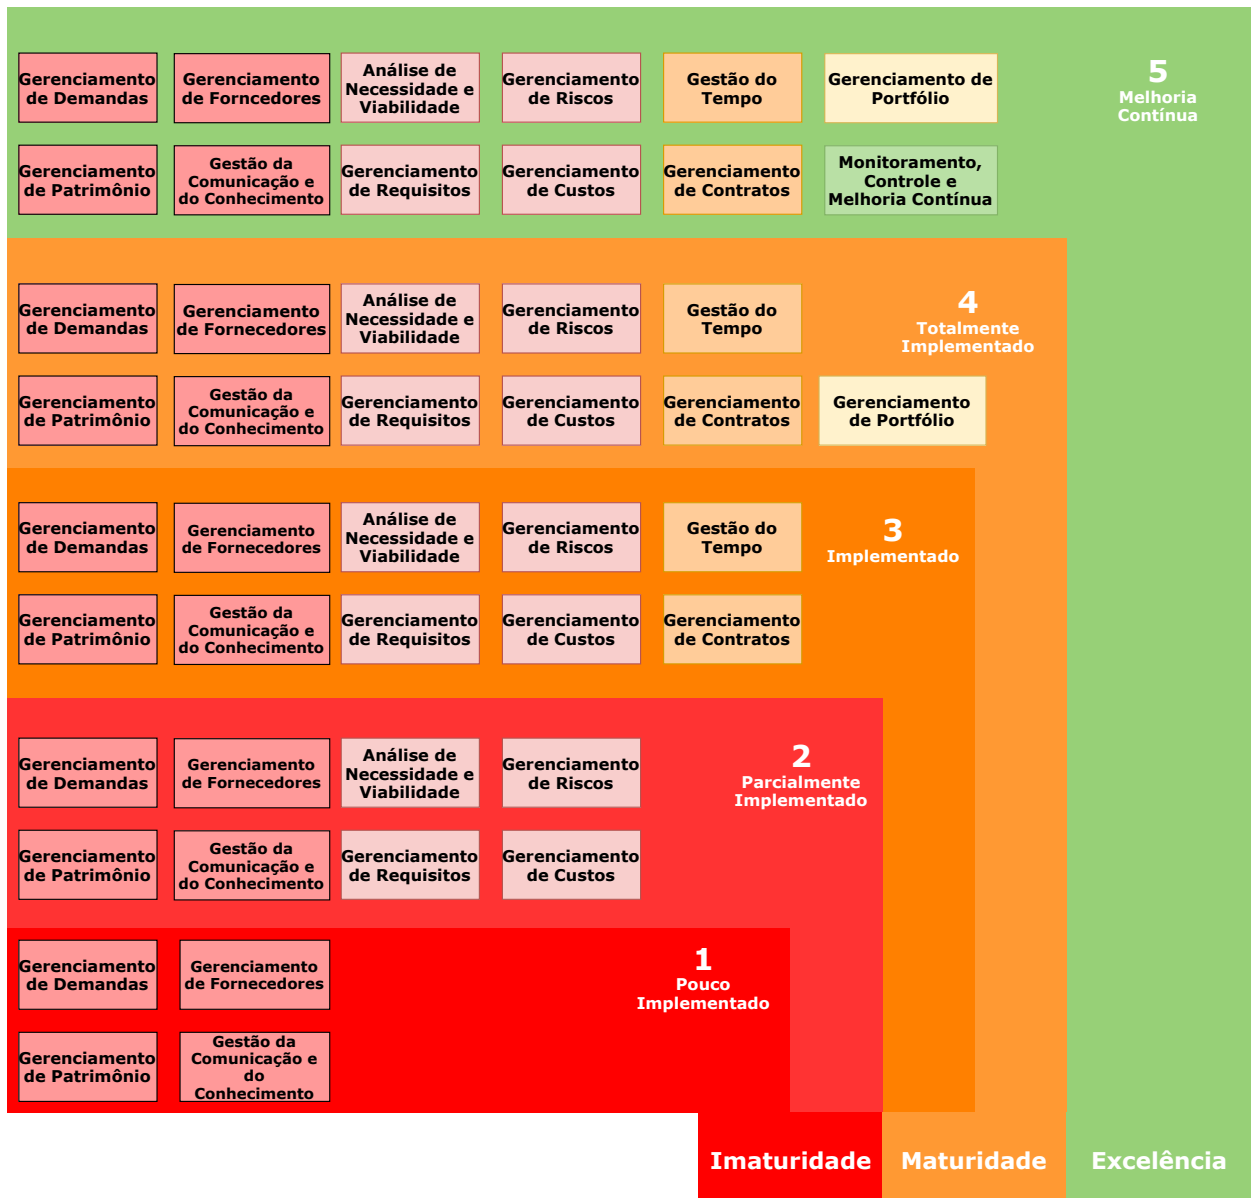 Gerenciamento
de Demandas
Gerenciamento
de Forncedores
Análise de
Necessidade e
Viabilidade
Gerenciamento
de Riscos
Gestão do
Tempo
Gerenciamento de
Portfólio
5
Melhoria
Contínua
Gerenciamento
de Patrimônio
Gestão da
Comunicação e
do Conhecimento
Gerenciamento
de Requisitos
Gerenciamento
de Custos
Gerenciamento
de Contratos
Monitoramento,
Controle e
Melhoria Contínua
Gerenciamento
de Demandas
Gerenciamento
de Fornecedores
Análise de
Necessidade e
Viabilidade
Gerenciamento
de Riscos
Gestão do
Tempo
4
Totalmente
Implementado
Gerenciamento
de Patrimônio
Gestão da
Comunicação e
do Conhecimento
Gerenciamento
de Requisitos
Gerenciamento
de Custos
Gerenciamento
de Contratos
Gerenciamento
de Portfólio
Gerenciamento
de Demandas
Gerenciamento
de Fornecedores
Análise de
Necessidade e
Viabilidade
Gerenciamento
de Riscos
Gestão do
Tempo
3
Implementado
Gerenciamento
de Patrimônio
Gestão da
Comunicação e
do Conhecimento
Gerenciamento
de Requisitos
Gerenciamento
de Custos
Gerenciamento
de Contratos
Gerenciamento
de Demandas
Gerenciamento
de Fornecedores
Análise de
Necessidade e
Viabilidade
Gerenciamento
de Riscos
2
Parcialmente
Implementado
Gerenciamento
de Patrimônio
Gestão da
Comunicação e
do Conhecimento
Gerenciamento
de Requisitos
Gerenciamento
de Custos
Gerenciamento
de Demandas
Gerenciamento
de Fornecedores
1
Pouco
Implementado
Gerenciamento
de Patrimônio
Gestão da
Comunicação e
do
Conhecimento
Imaturidade
Maturidade
Excelência